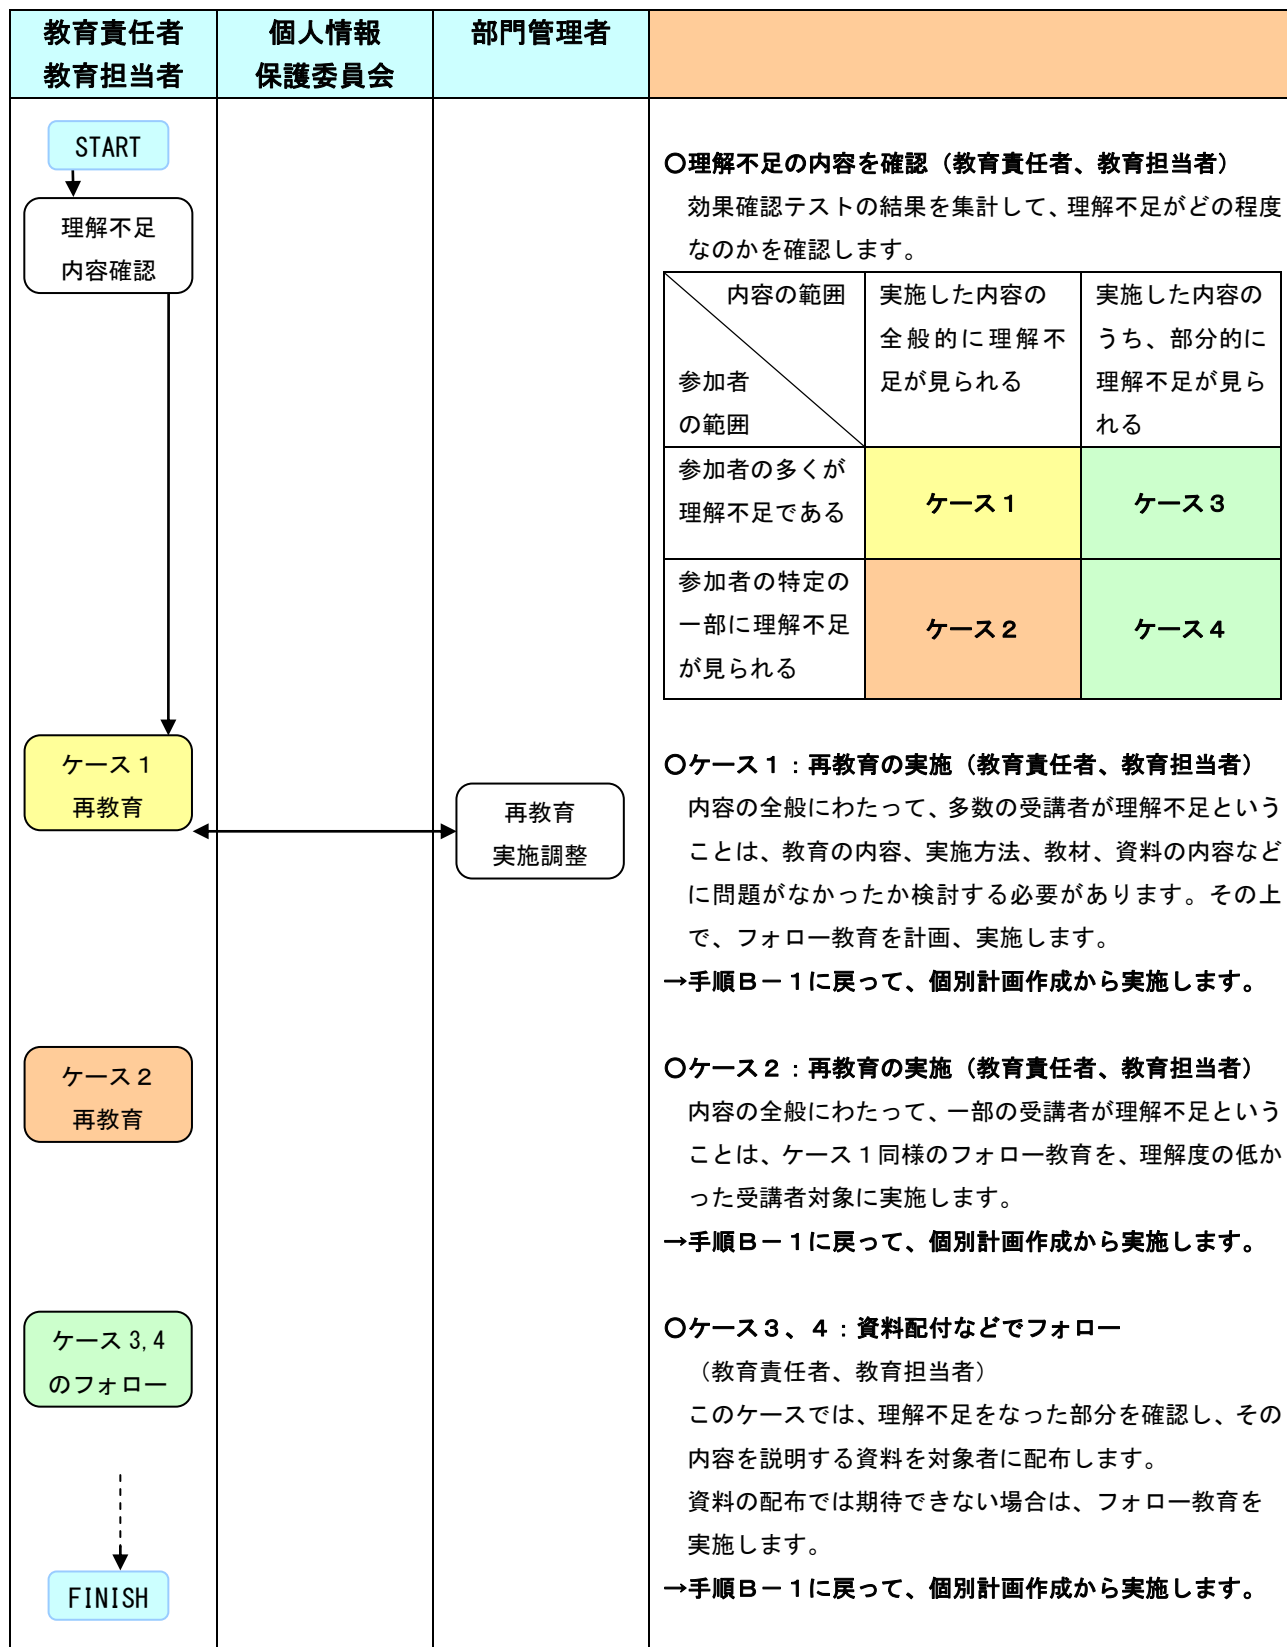 教育責任者
教育担当者
個人情報
保護委員会
部門管理者
START
理解不足
内容確認
〇理解不足の内容を確認（教育責任者、教育担当者）
効果確認テストの結果を集計して、理解不足がどの程度
なのかを確認します。
内容の範囲
参加者
の範囲
実施した内容の
全般的に理解不
足が見られる
実施した内容の
うち、部分的に
理解不足が見ら
れる
参加者の多くが
理解不足である
ケース１
ケース３
参加者の特定の
一部に理解不足
が見られる
ケース２
ケース４
ケース１
再教育
再教育
実施調整
〇ケース１：再教育の実施（教育責任者、教育担当者）
内容の全般にわたって、多数の受講者が理解不足という
ことは、教育の内容、実施方法、教材、資料の内容など
に問題がなかったか検討する必要があります。その上
で、フォロー教育を計画、実施します。
→手順Ｂ－１に戻って、個別計画作成から実施します。
ケース２
再教育
〇ケース２：再教育の実施（教育責任者、教育担当者）
内容の全般にわたって、一部の受講者が理解不足という
ことは、ケース１同様のフォロー教育を、理解度の低か
った受講者対象に実施します。
→手順Ｂ－１に戻って、個別計画作成から実施します。
ケース3,4
のフォロー
〇ケース３、４：資料配付などでフォロー
（教育責任者、教育担当者）
このケースでは、理解不足をなった部分を確認し、その
内容を説明する資料を対象者に配布します。
資料の配布では期待できない場合は、フォロー教育を
実施します。
→手順Ｂ－１に戻って、個別計画作成から実施します。
FINISH